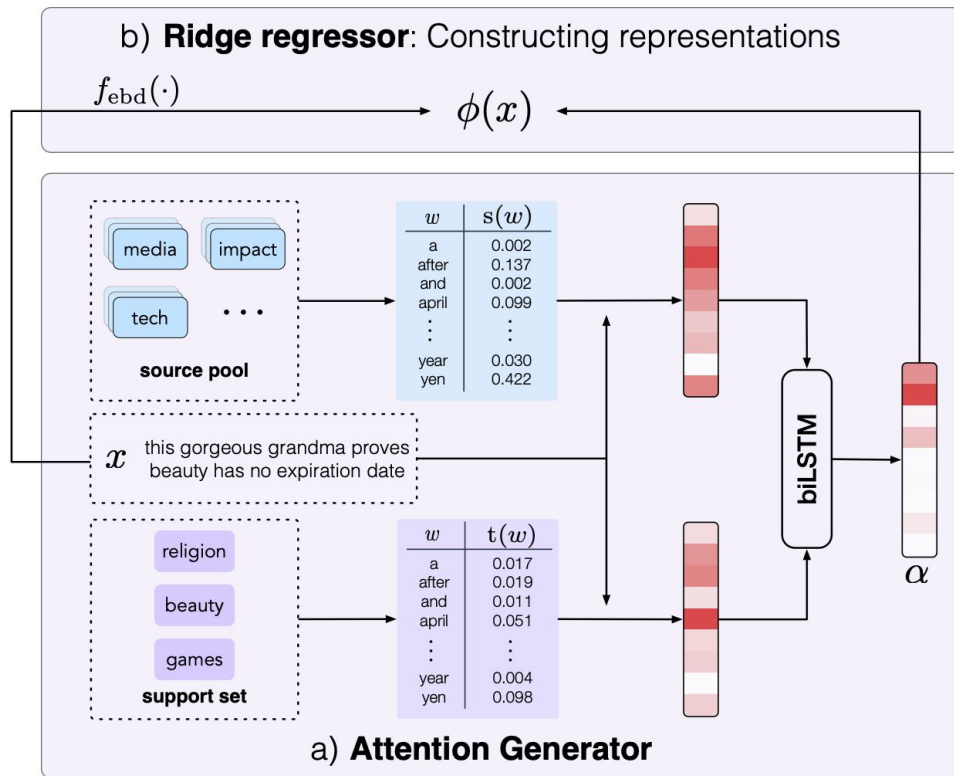 b) Ridge regressor: Constructing representations
f_ebd(·)
ϕ(x)
media
impact
tech
· · ·
source pool
w s(w)
a 0.002
after 0.137
and 0.002
april 0.099
⋮ ⋮
year 0.030
yen 0.422
x
this gorgeous grandma proves
beauty has no expiration date
religion
beauty
games
support set
w t(w)
a 0.017
after 0.019
and 0.011
april 0.051
⋮ ⋮
year 0.004
yen 0.098
biLSTM
α
a) Attention Generator